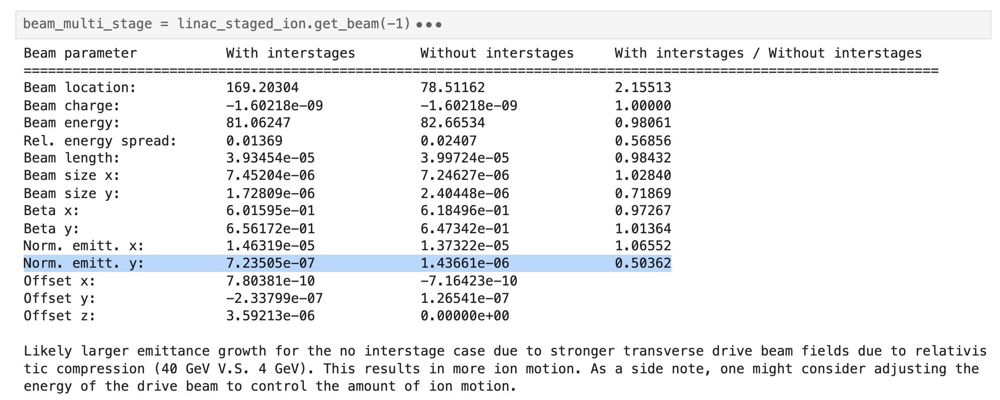 beam_multi_stage = linac_staged_ion.get_beam(-1) •••
Beam parameter With interstages Without interstages With interstages / Without interstages
==================================================================================================================================
Beam location: 169.20304 78.51162 2.15513
Beam charge: -1.60218e-09 -1.60218e-09 1.00000
Beam energy: 81.06247 82.66534 0.98061
Rel. energy spread: 0.01369 0.02407 0.56856
Beam length: 3.93454e-05 3.99724e-05 0.98432
Beam size x: 7.45204e-06 7.24627e-06 1.02840
Beam size y: 1.72809e-06 2.40448e-06 0.71869
Beta x: 6.01595e-01 6.18496e-01 0.97267
Beta y: 6.56172e-01 6.47342e-01 1.01364
Norm. emitt. x: 1.46319e-05 1.37322e-05 1.06552
Norm. emitt. y: 7.23505e-07 1.43661e-06 0.50362
Offset x: 7.80381e-10 -7.16423e-10
Offset y: -2.33799e-07 1.26541e-07
Offset z: 3.59213e-06 0.00000e+00
Likely larger emittance growth for the no interstage case due to stronger transverse drive beam fields due to relativis
tic compression (40 GeV V.S. 4 GeV). This results in more ion motion. As a side note, one might consider adjusting the
energy of the drive beam to control the amount of ion motion.